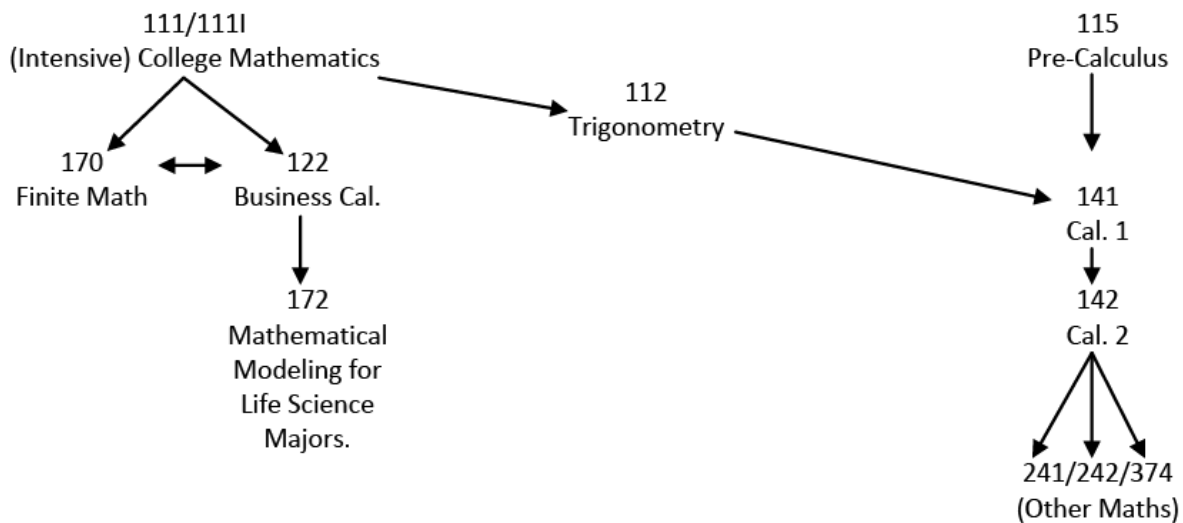 111/111I
(Intensive) College Mathematics
115
Pre-Calculus
112
Trigonometry
170
Finite Math
122
Business Cal.
141
Cal. 1
172
Mathematical
Modeling for
Life Science
Majors.
142
Cal. 2
241/242/374
(Other Maths)